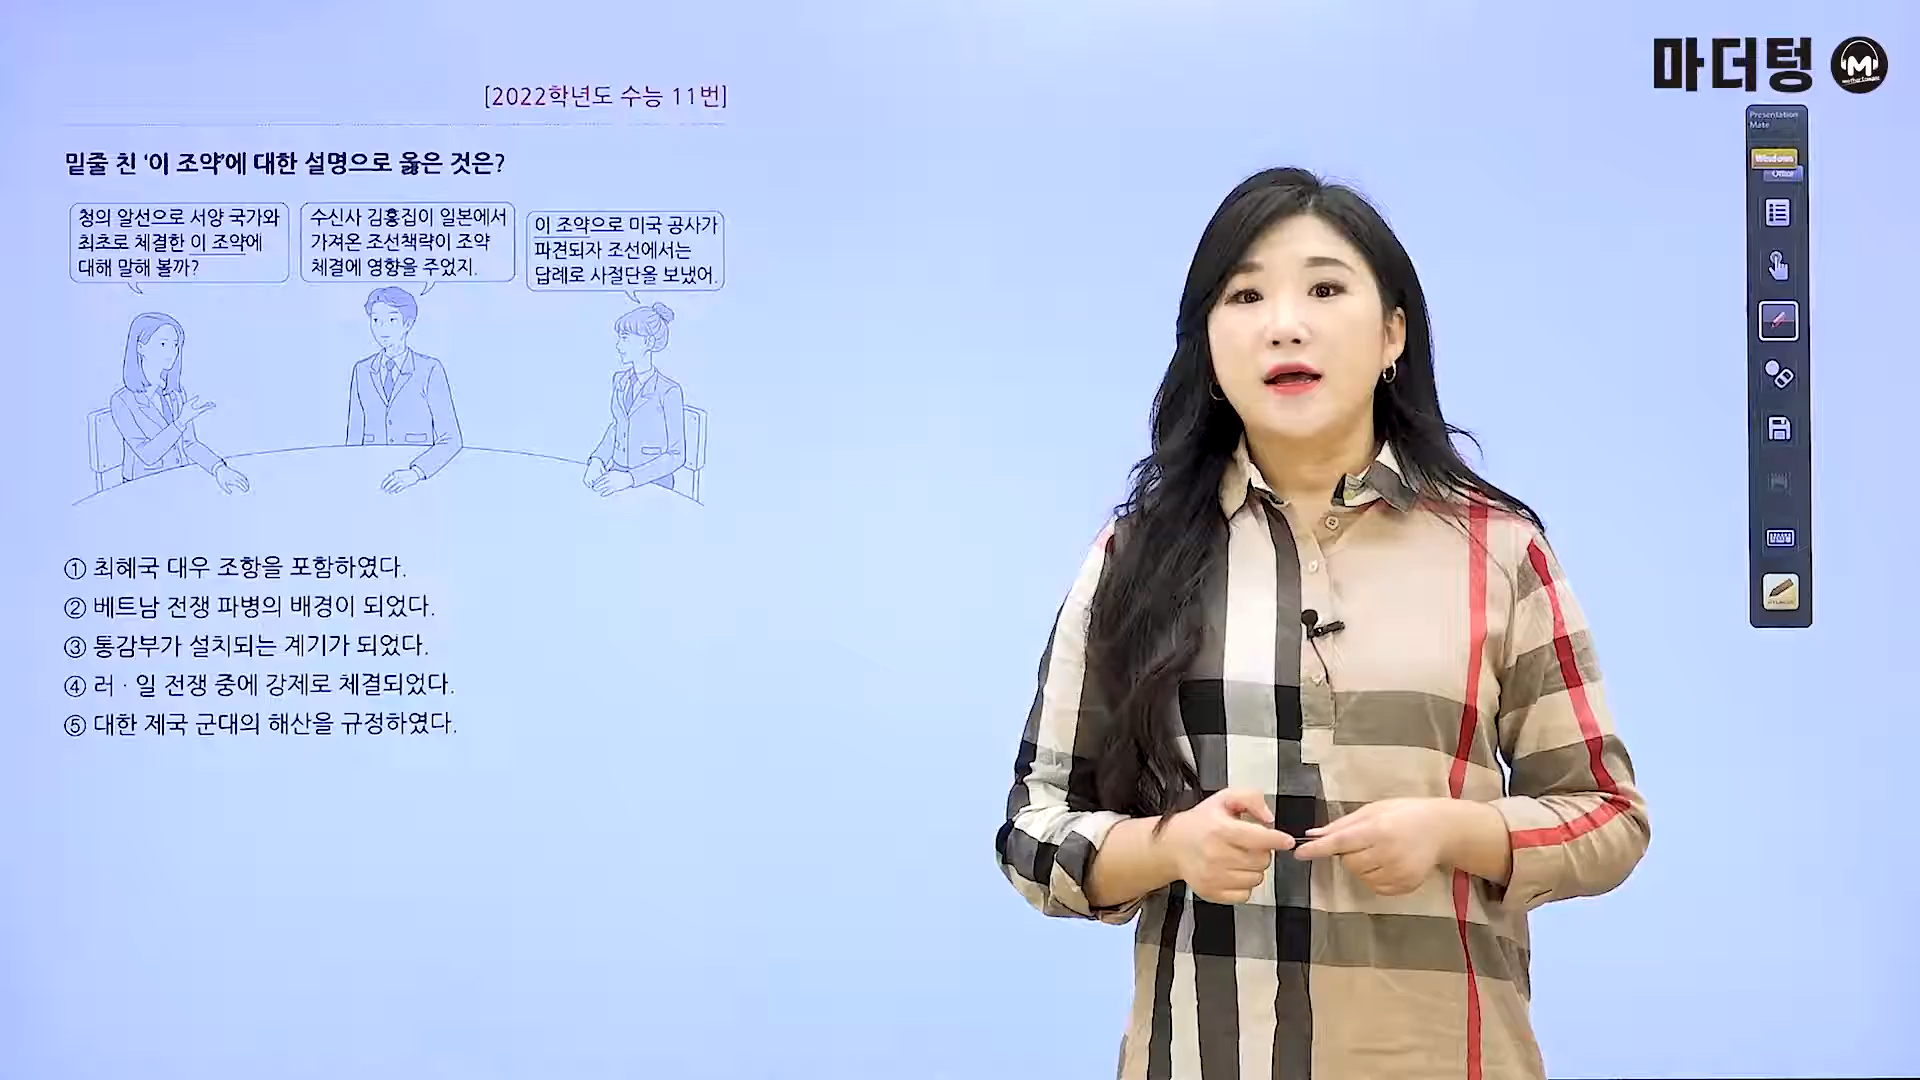 마더텅
[2022학년도 수능 11번]
밑줄 친 ‘이 조약’에 대한 설명으로 옳은 것은?
청의 알선으로 서양 국가와
최초로 체결한 이 조약에
대해 말해 볼까?
수신사 김홍집이 일본에서
가져온 조선책략이 조약
체결에 영향을 주었지.
이 조약으로 미국 공사가
파견되자 조선에서는
답례로 사절단을 보냈어.
① 최혜국 대우 조항을 포함하였다.
② 베트남 전쟁 파병의 배경이 되었다.
③ 통감부가 설치되는 계기가 되었다.
④ 러 · 일 전쟁 중에 강제로 체결되었다.
⑤ 대한 제국 군대의 해산을 규정하였다.
Presentation
Mate
Windows
Office